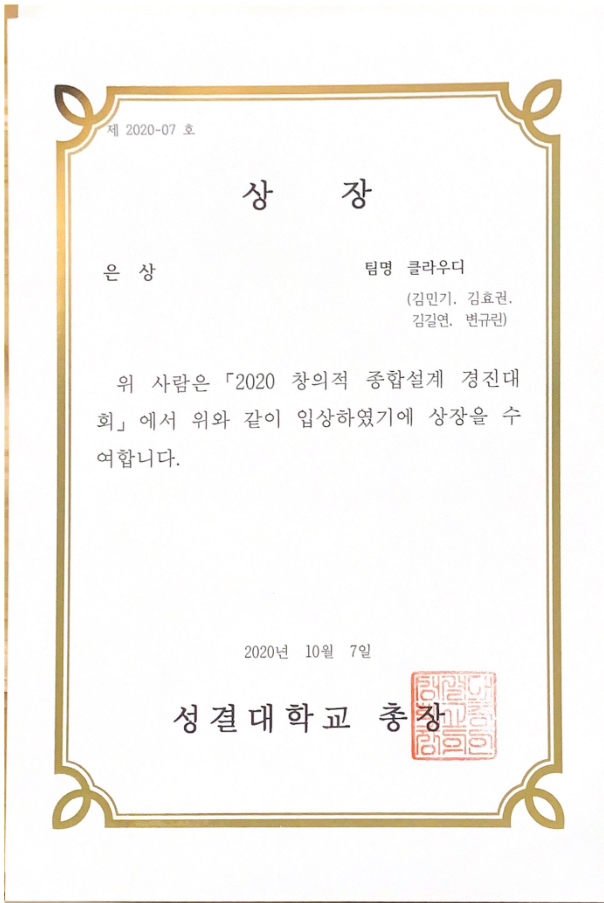 제 2020-07 호
상 장
은 상
팀명 클라우디
(김민기. 김효권.
김길연. 변규린)
위 사람은 「2020 창의적 종합설계 경진대
회」에서 위와 같이 입상하였기에 상장을 수
여합니다.
2020년 10월 7일
성결대학교 총장